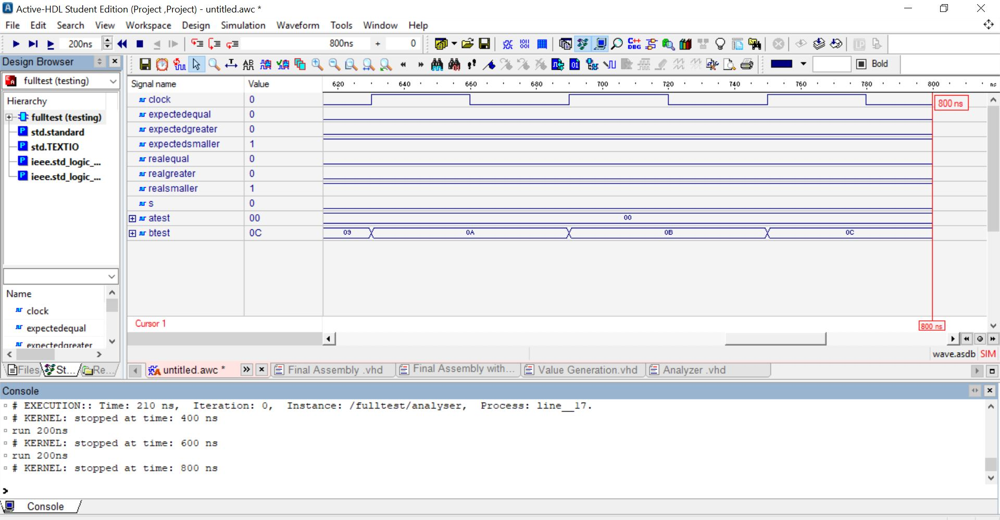 Active-HDL Student Edition (Project ,Project) - untitled.awc *
File Edit Search View Workspace Design Simulation Waveform Tools Window Help
200ns 800ns + 0
Design Browser
Bold
fulltest (testing)
Hierarchy
fulltest (testing)
std.standard
std.TEXTIO
ieee.std_logic_...
ieee.std_logic_...
Name
clock
expectedequal
expectedgreater
Files St... Re...
Signal name Value 620 640 660 680 700 720 740 760 780 800 ns
clock 0 800 ns
expectedequal 0
expectedgreater 0
expectedsmaller 1
realequal 0
realgreater 0
realsmaller 1
s 0
atest 00 00
btest 0C 09 0A 0B 0C
Cursor 1 800 ns
wave.asdb SIM
untitled.awc * Final Assembly .vhd Final Assembly with... Value Generation.vhd Analyzer .vhd
Console
# EXECUTION:: Time: 210 ns, Iteration: 0, Instance: /fulltest/analyser, Process: line__17.
# KERNEL: stopped at time: 400 ns
run 200ns
# KERNEL: stopped at time: 600 ns
run 200ns
# KERNEL: stopped at time: 800 ns
>
Console